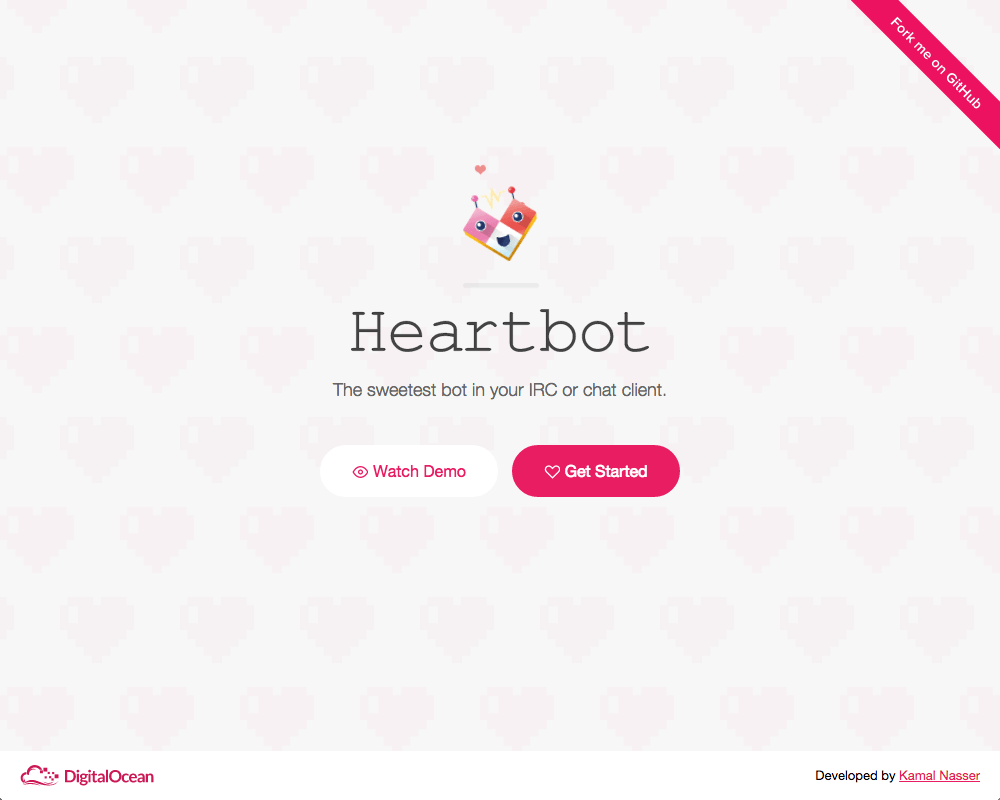 Fork me on GitHub
Heartbot
The sweetest bot in your IRC or chat client.
Watch Demo
Get Started
DigitalOcean
Developed by Kamal Nasser